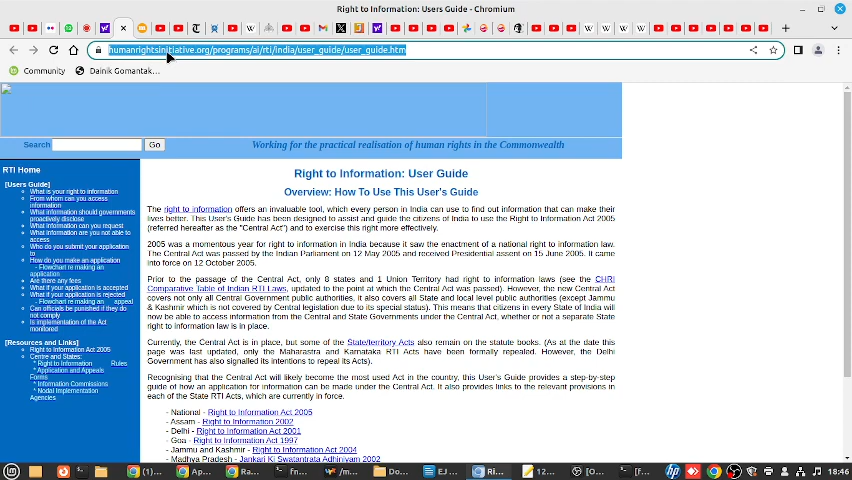 Right to Information: Users Guide - Chromium
humanrightsinitiative.org/programs/ai/rti/india/user_guide/user_guide.htm
Community
Dainik Gomantak…
Search
Go
Working for the practical realisation of human rights in the Commonwealth
RTI Home
[Users Guide]
What is your right to information
From whom can you access
information
What information should governments
proactively disclose
What information can you request
What information are you not able to
access
Who do you submit your application
to
How do you make an application
- Flowchart re making an
application
Are there any fees
What if your application is accepted
What if your application is rejected
- Flowchart re making an appeal
Can officials be punished if they do
not comply
Is implementation of the Act
monitored
[Resources and Links]
Right to Information Act 2005
Centre and States:
* Right to Information Rules
* Application and Appeals
Forms
* Information Commissions
* Nodal Implementation
Agencies
Right to Information: User Guide
Overview: How To Use This User's Guide
The right to information offers an invaluable tool, which every person in India can use to find out information that can make their
lives better. This User's Guide has been designed to assist and guide the citizens of India to use the Right to Information Act 2005
(referred hereafter as the "Central Act") and to exercise this right more effectively.
2005 was a momentous year for right to information in India because it saw the enactment of a national right to information law.
The Central Act was passed by the Indian Parliament on 12 May 2005 and received Presidential assent on 15 June 2005. It came
into force on 12 October 2005.
Prior to the passage of the Central Act, only 8 states and 1 Union Territory had right to information laws (see the CHRI
Comparative Table of Indian RTI Laws, updated to the point at which the Central Act was passed). However, the new Central Act
covers not only all Central Government public authorities, it also covers all State and local level public authorities (except Jammu
& Kashmir which is not covered by Central legislation due to its special status). This means that citizens in every State of India will
now be able to access information from the Central and State Governments under the Central Act, whether or not a separate State
right to information law is in place.
Currently, the Central Act is in place, but some of the State/territory Acts also remain on the statute books. (As at the date this
page was last updated, only the Maharastra and Karnataka RTI Acts have been formally repealed. However, the Delhi
Government has also signalled its intentions to repeal its Act).
Recognising that the Central Act will likely become the most used Act in the country, this User's Guide provides a step-by-step
guide of how an application for information can be made under the Central Act. It also provides links to the relevant provisions in
each of the State RTI Acts, which are currently in force.
- National - Right to Information Act 2005
- Assam - Right to Information 2002
- Delhi - Right to Information Act 2001
- Goa - Right to Information Act 1997
- Jammu and Kashmir - Right to Information Act 2004
- Madhya Pradesh - Jankari Ki Swatantrata Adhiniyam 2002
(1)…
Ap…
Ra…
fn…
~/m…
Do…
EJ …
Ri…
12…
[O…
[F…
hp
18:46